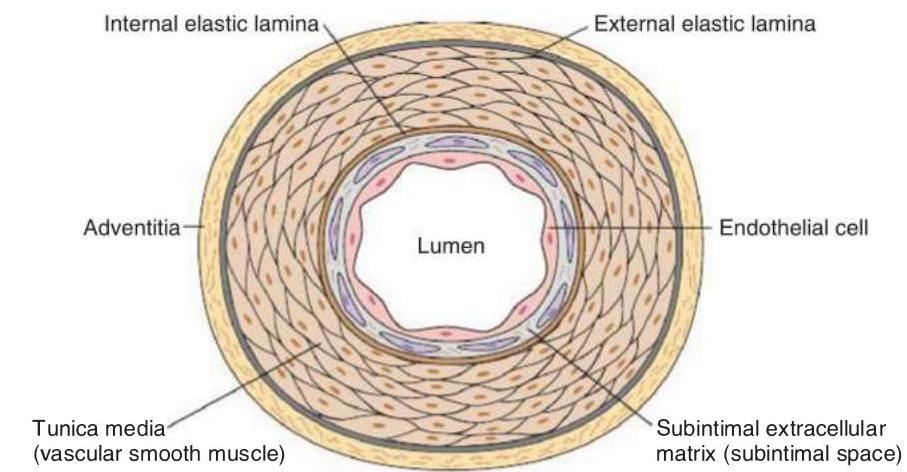 Internal elastic lamina
External elastic lamina
Adventitia
Lumen
Endothelial cell
Tunica media
(vascular smooth muscle)
Subintimal extracellular
matrix (subintimal space)